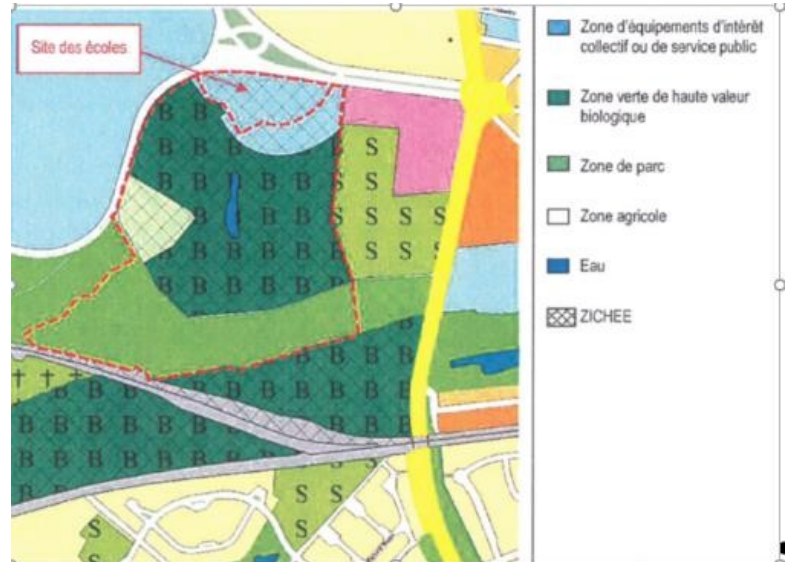 Site des écoles
Zone d'équipements d'intérêt
collectif ou de service public
Zone verte de haute valeur
biologique
Zone de parc
Zone agricole
Eau
ZICHEE
B B
S
B B B B B S
B B B B S S
B B B B S S S S
B B B B S S S
B B B B
B B B
B
B B B B
B B B B B B B B B B
B B B B B B B
S
S S
S S
S